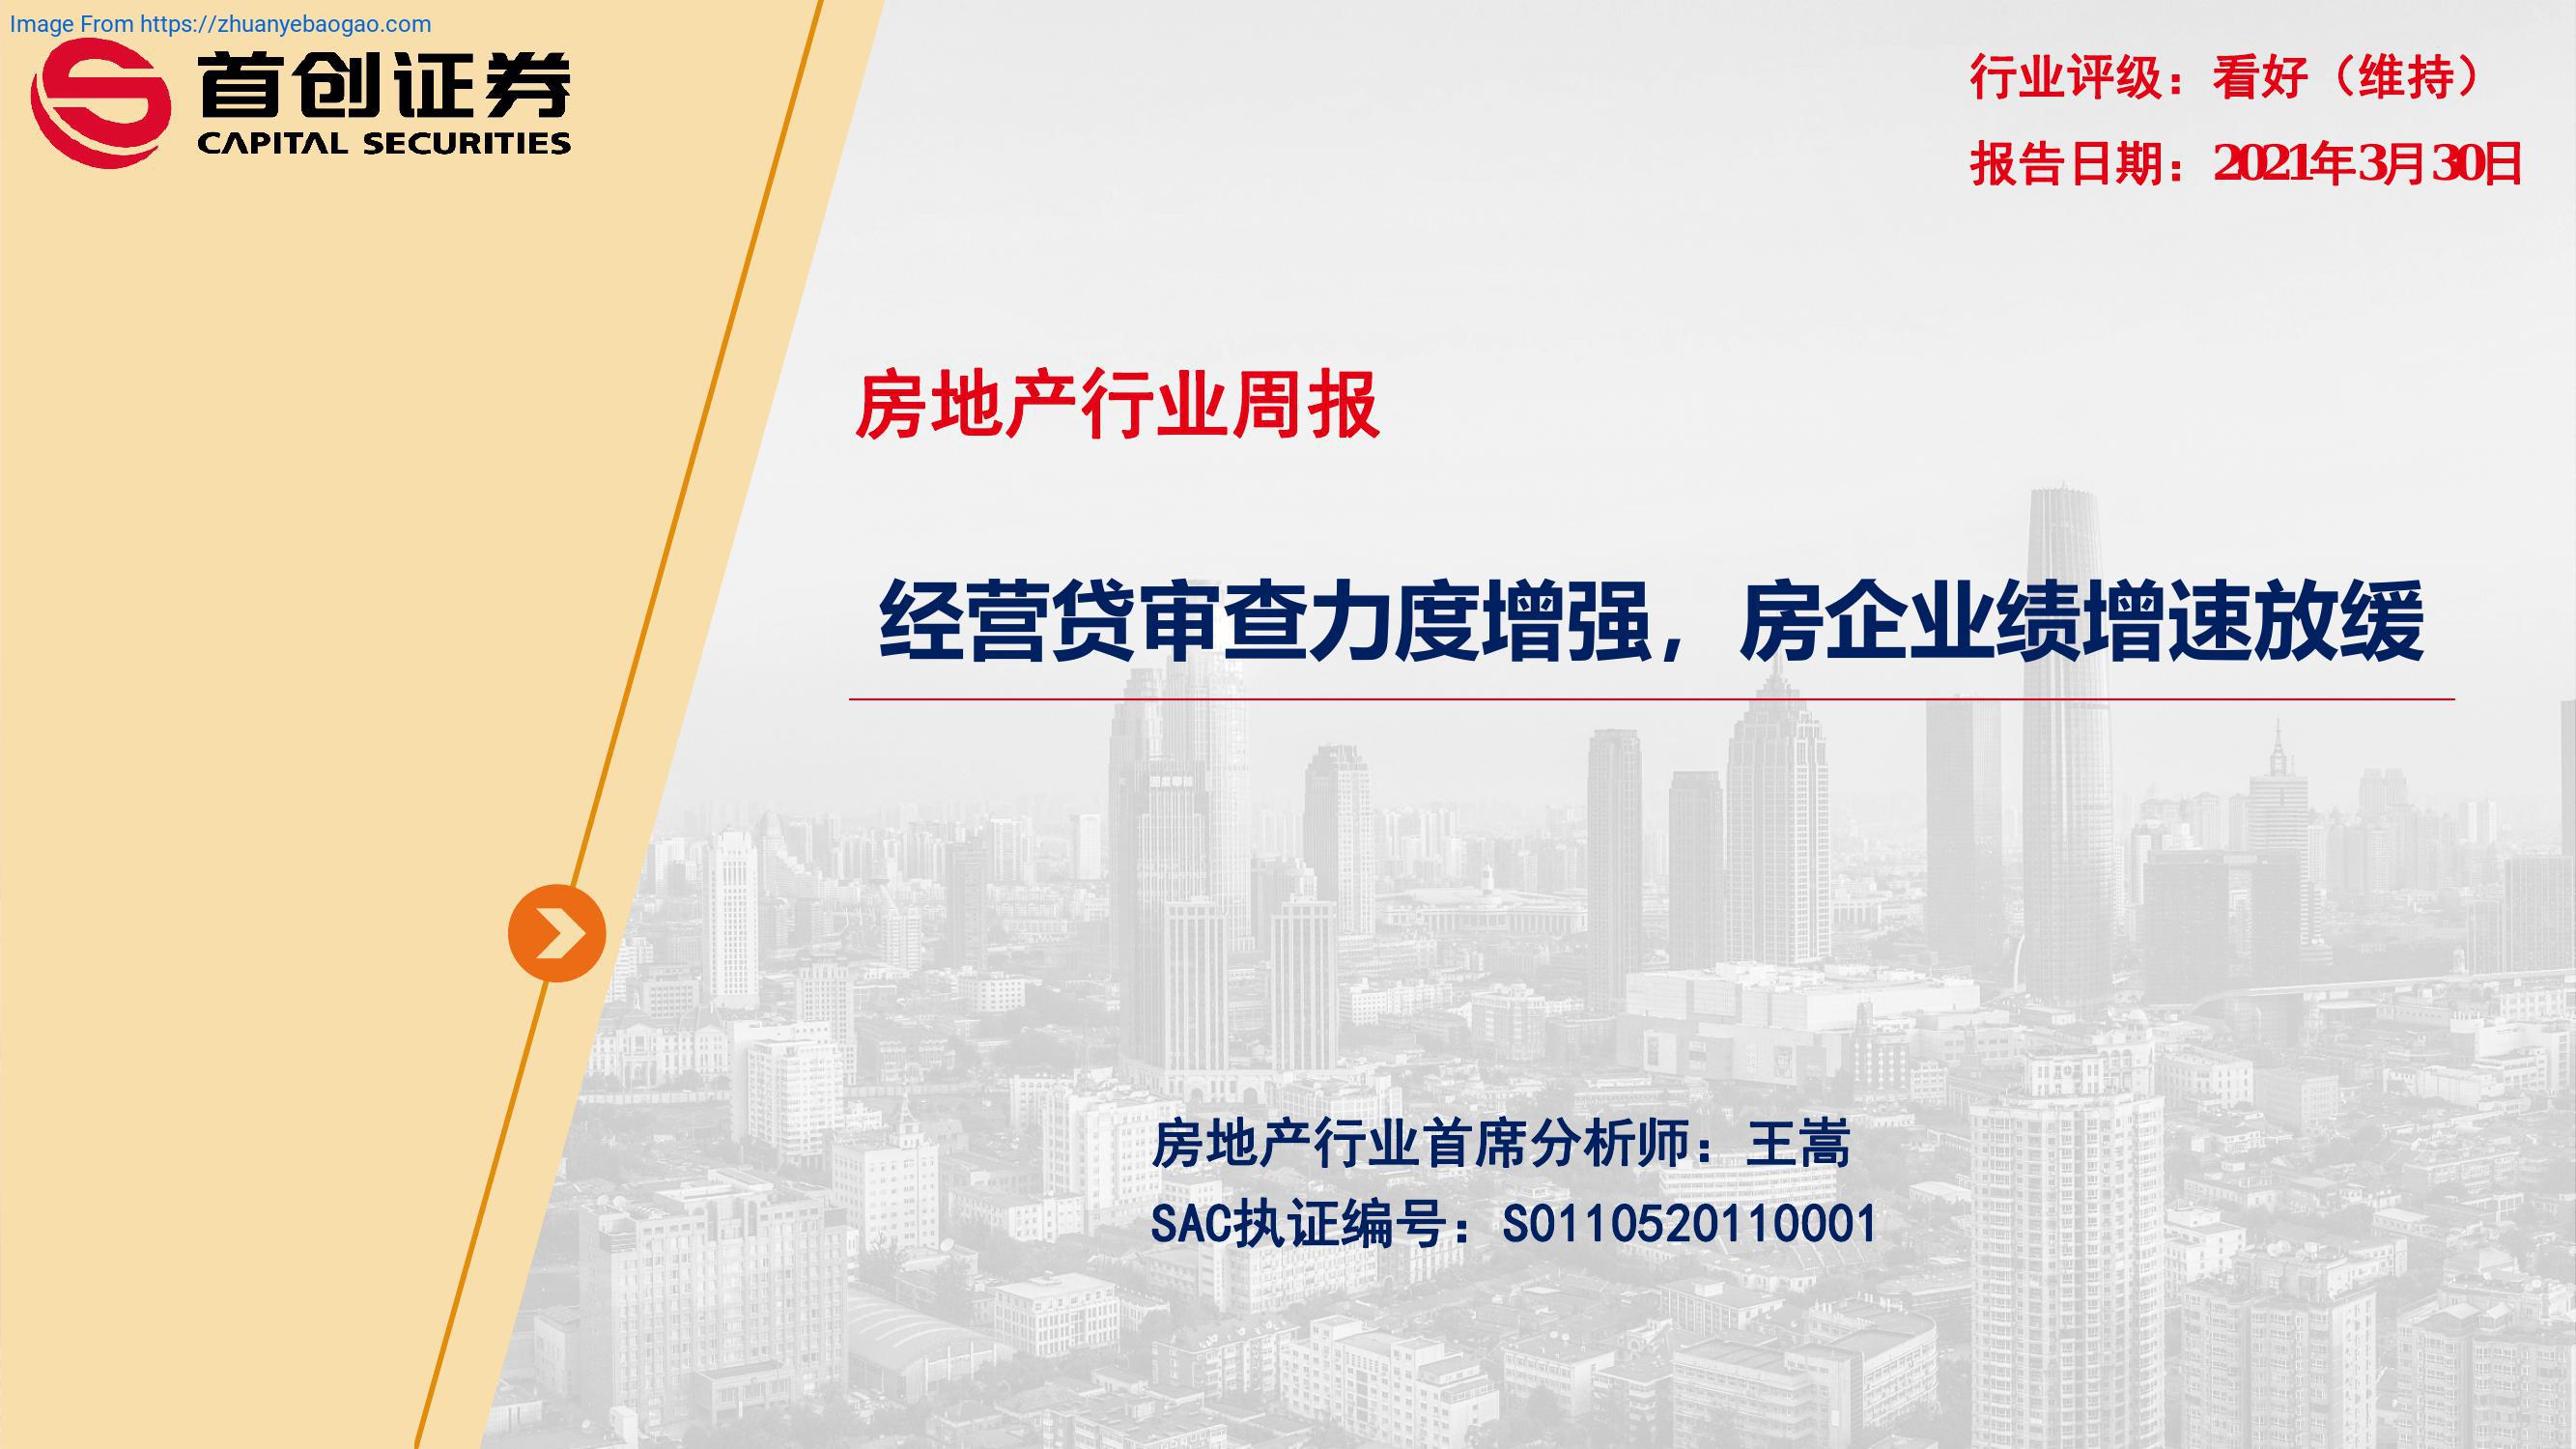 Image From https://zhuanyebaogao.com
首创证券
CAPITAL SECURITIES
行业评级：看好（维持）
报告日期：2021年3月30日
房地产行业周报
经营贷审查力度增强，房企业绩增速放缓
房地产行业首席分析师：王嵩
SAC执证编号：S0110520110001